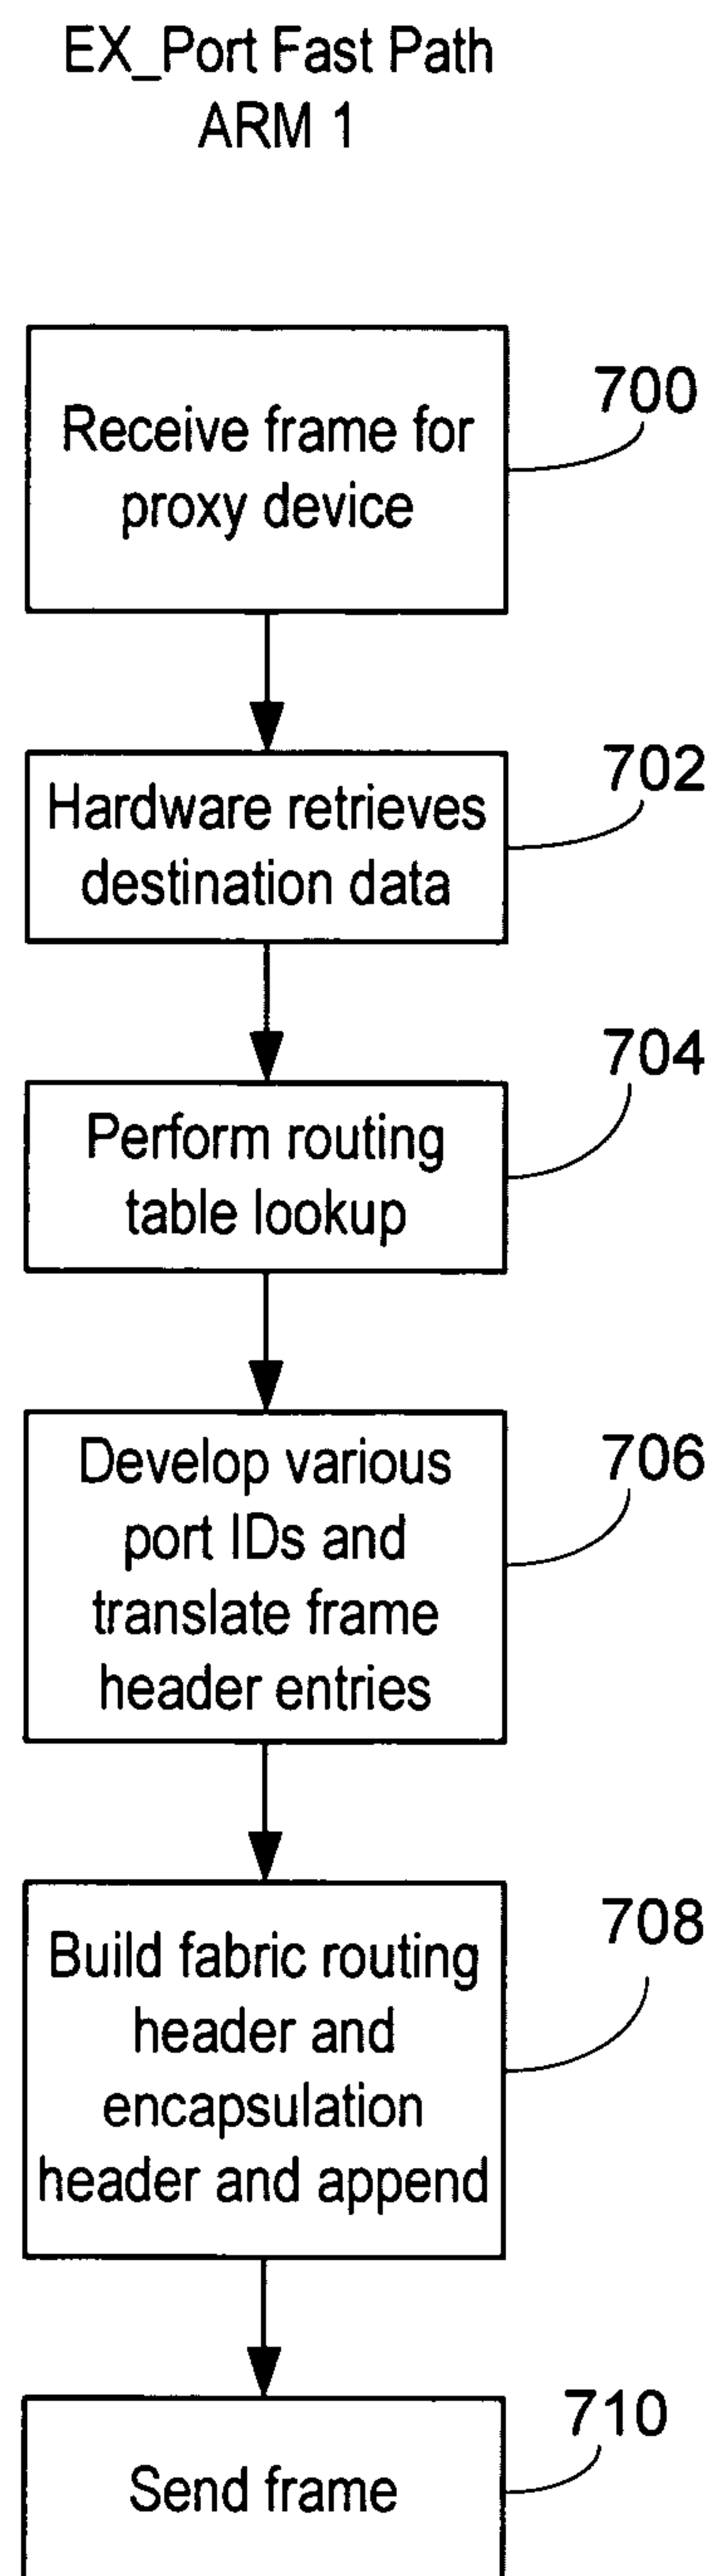 EX_Port Fast Path
ARM 1
700
Receive frame for
proxy device
702
Hardware retrieves
destination data
704
Perform routing
table lookup
706
Develop various
port IDs and
translate frame
header entries
708
Build fabric routing
header and
encapsulation
header and append
710
Send frame